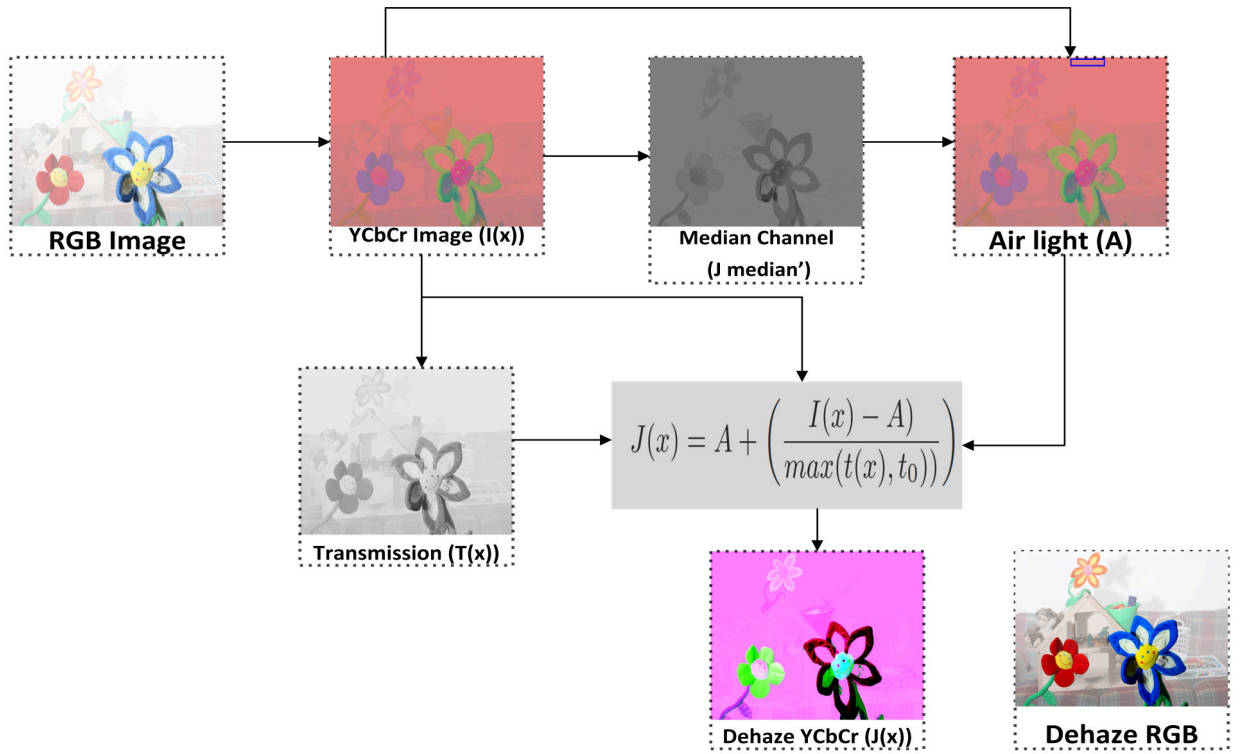 RGB Image
YCbCr Image (I(x))
Median Channel
(J median’)
Air light (A)
Transmission (T(x))
J(x) = A + ( I(x) − A) / max(t(x), t₀)) )
Dehaze YCbCr (J(x))
Dehaze RGB